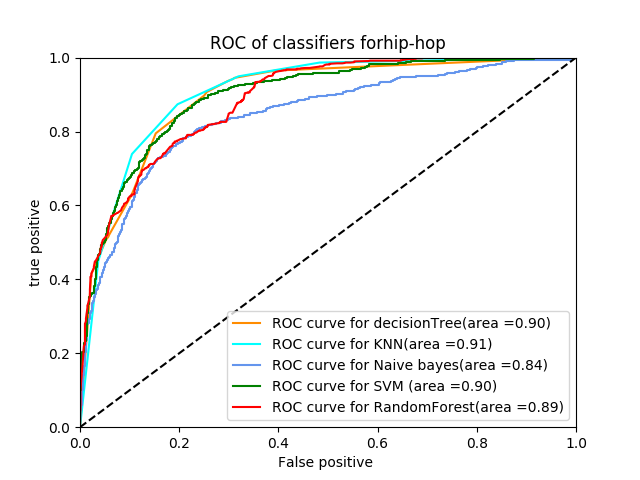 ROC of classifiers forhip-hop
true positive
1.0
0.8
0.6
0.4
0.2
0.0
ROC curve for decisionTree(area =0.90)
ROC curve for KNN(area =0.91)
ROC curve for Naive bayes(area =0.84)
ROC curve for SVM (area =0.90)
ROC curve for RandomForest(area =0.89)
0.0 0.2 0.4 0.6 0.8 1.0
False positive